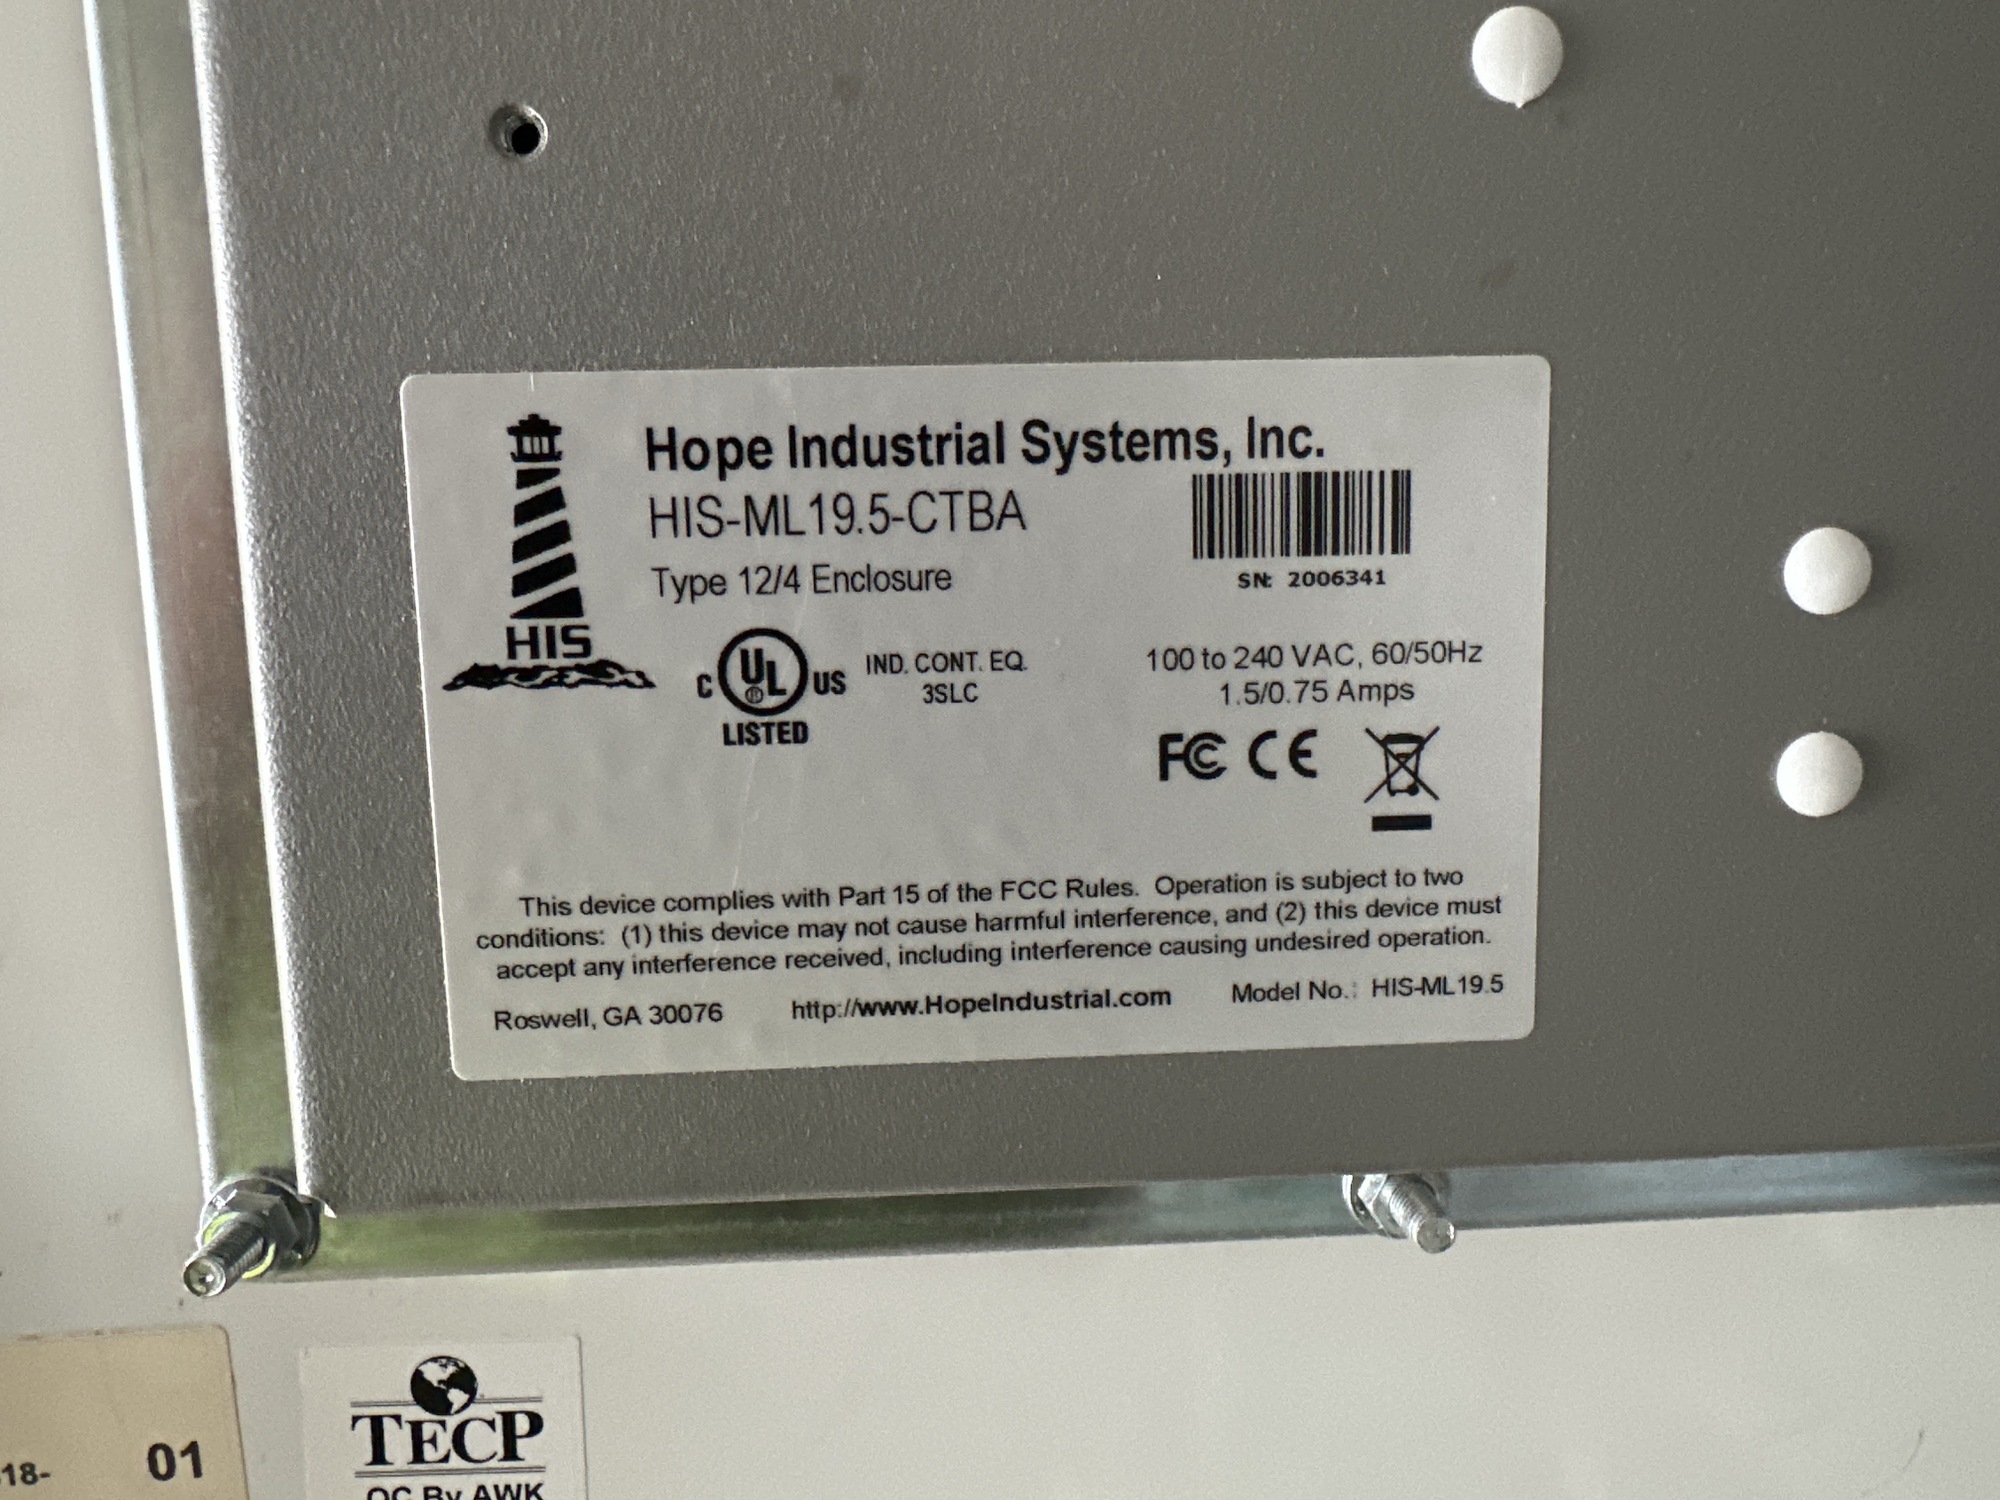 Hope Industrial Systems, Inc.
HIS-ML19.5-CTBA
Type 12/4 Enclosure
SN: 2006341
HIS
C UL® US
LISTED
IND. CONT. EQ.
3SLC
100 to 240 VAC, 60/50Hz
1.5/0.75 Amps
FC CE
This device complies with Part 15 of the FCC Rules. Operation is subject to two
conditions: (1) this device may not cause harmful interference, and (2) this device must
accept any interference received, including interference causing undesired operation.
Roswell, GA 30076 http://www.HopeIndustrial.com Model No.: HIS-ML19.5
18- 01
TECP
QC By AWK